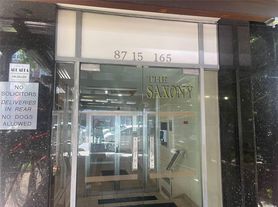 87 15 165
THE
SAXONY
NO
SOLICITORS
DELIVERIES
IN REAR
NO DOGS
ALLOWED